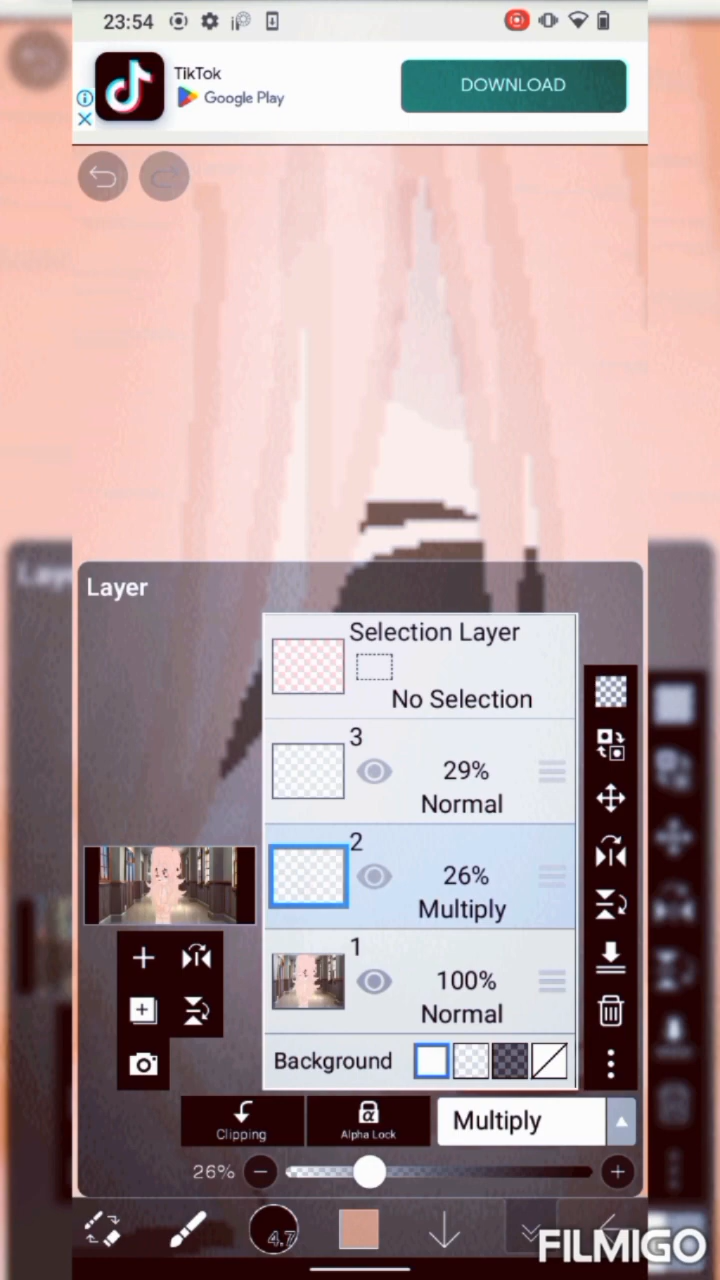 23:54
TikTok
Google Play
DOWNLOAD
Layer
Selection Layer
No Selection
3
29%
Normal
2
26%
Multiply
1
100%
Normal
Background
Clipping
α
Alpha Lock
Multiply
26%
4.7
FILMIGO